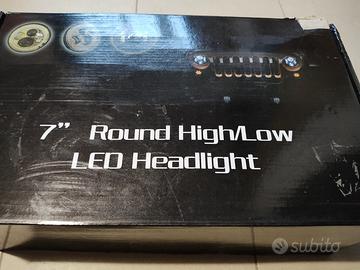 7" Round High/Low
LED Headlight
subito